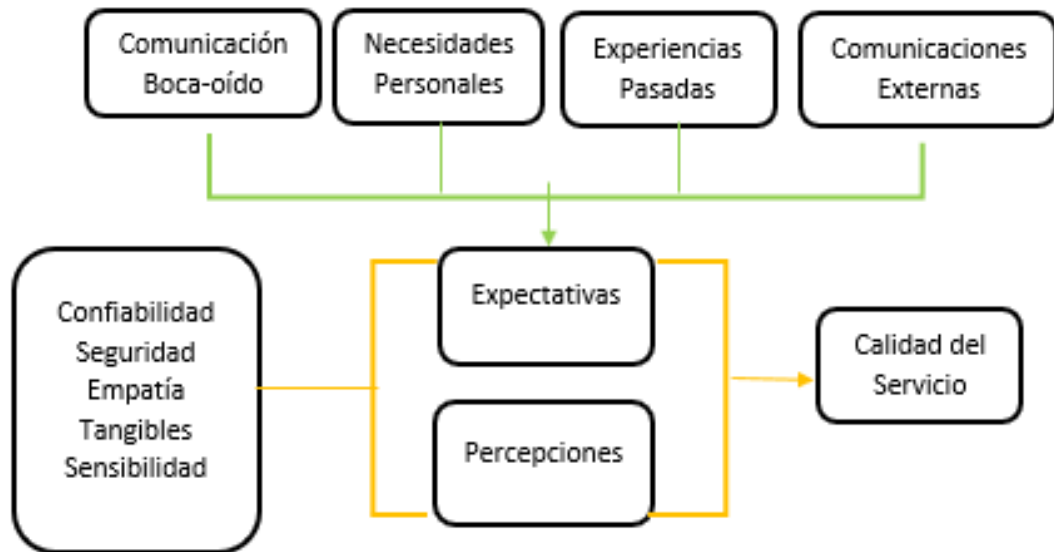 Comunicación
Boca-oído
Necesidades
Personales
Experiencias
Pasadas
Comunicaciones
Externas
Confiabilidad
Seguridad
Empatía
Tangibles
Sensibilidad
Expectativas
Percepciones
Calidad del
Servicio